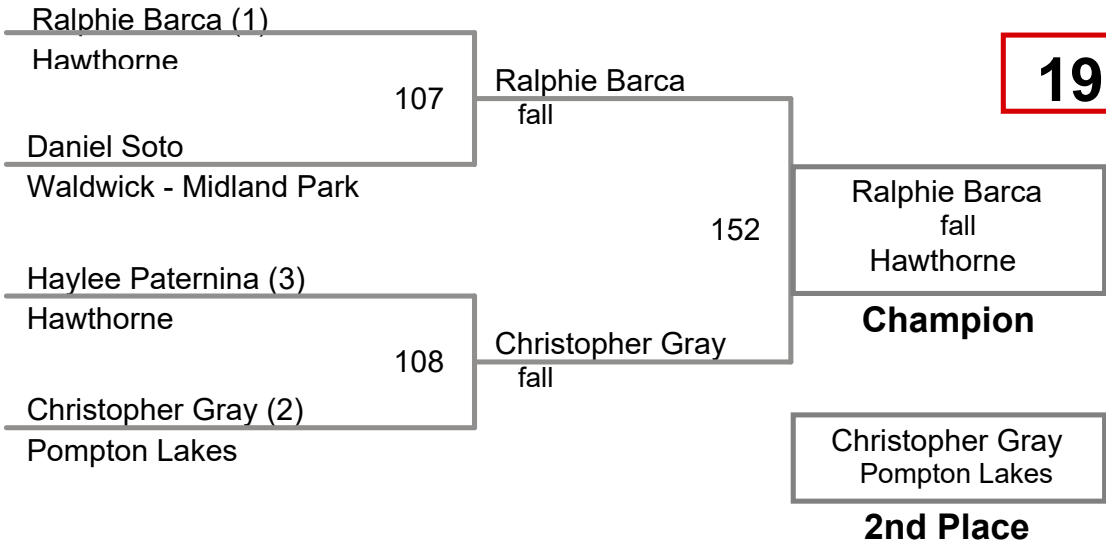 Ralphie Barca (1)
Hawthorne
107
Daniel Soto
Waldwick - Midland Park
Haylee Paternina (3)
Hawthorne
108
Christopher Gray (2)
Pompton Lakes
Ralphie Barca
fall
152
Christopher Gray
fall
19
Ralphie Barca
fall
Hawthorne
Champion
Christopher Gray
Pompton Lakes
2nd Place